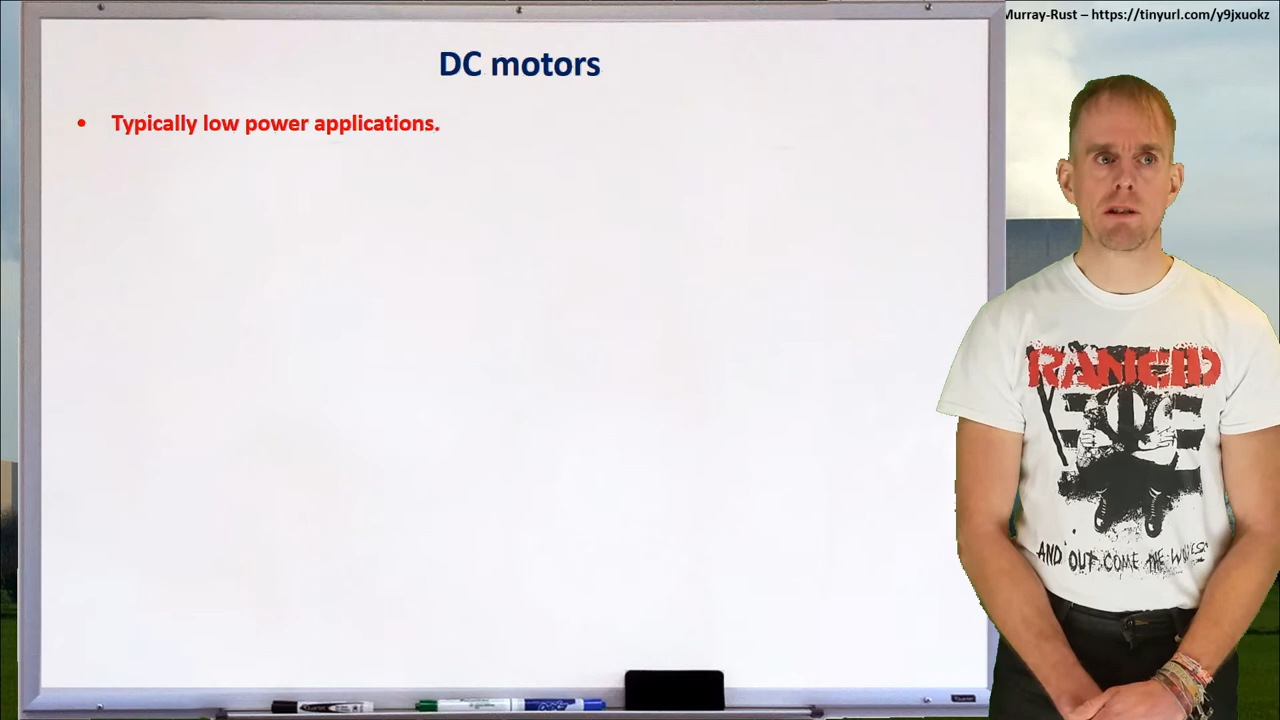 Murray-Rust – https://tinyurl.com/y9jxuokz
DC motors
• Typically low power applications.
RANCID
AND OUT COME THE WOLVES